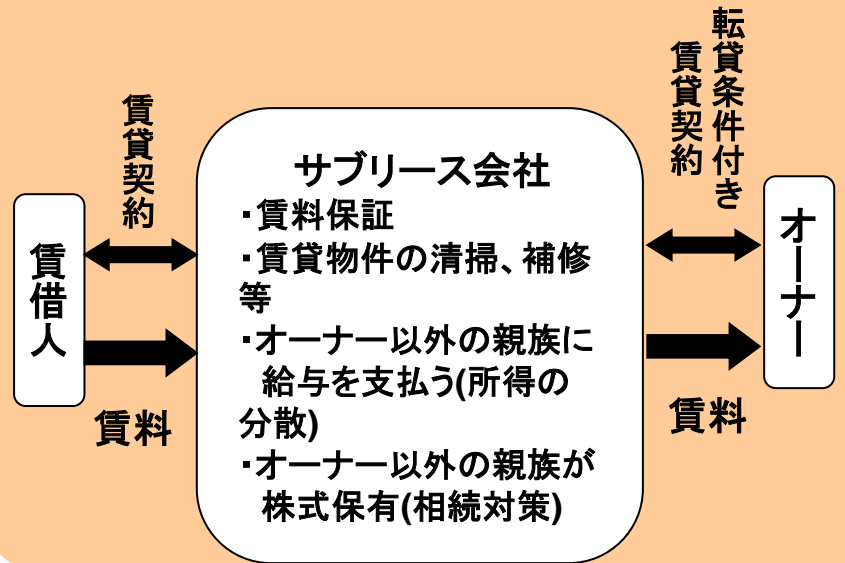 賃貸契約
賃借人
賃料
サブリース会社
・賃料保証
・賃貸物件の清掃、補修
等
・オーナー以外の親族に
給与を支払う(所得の
分散)
・オーナー以外の親族が
株式保有(相続対策)
転貸条件付き
賃貸契約
オーナー
賃料